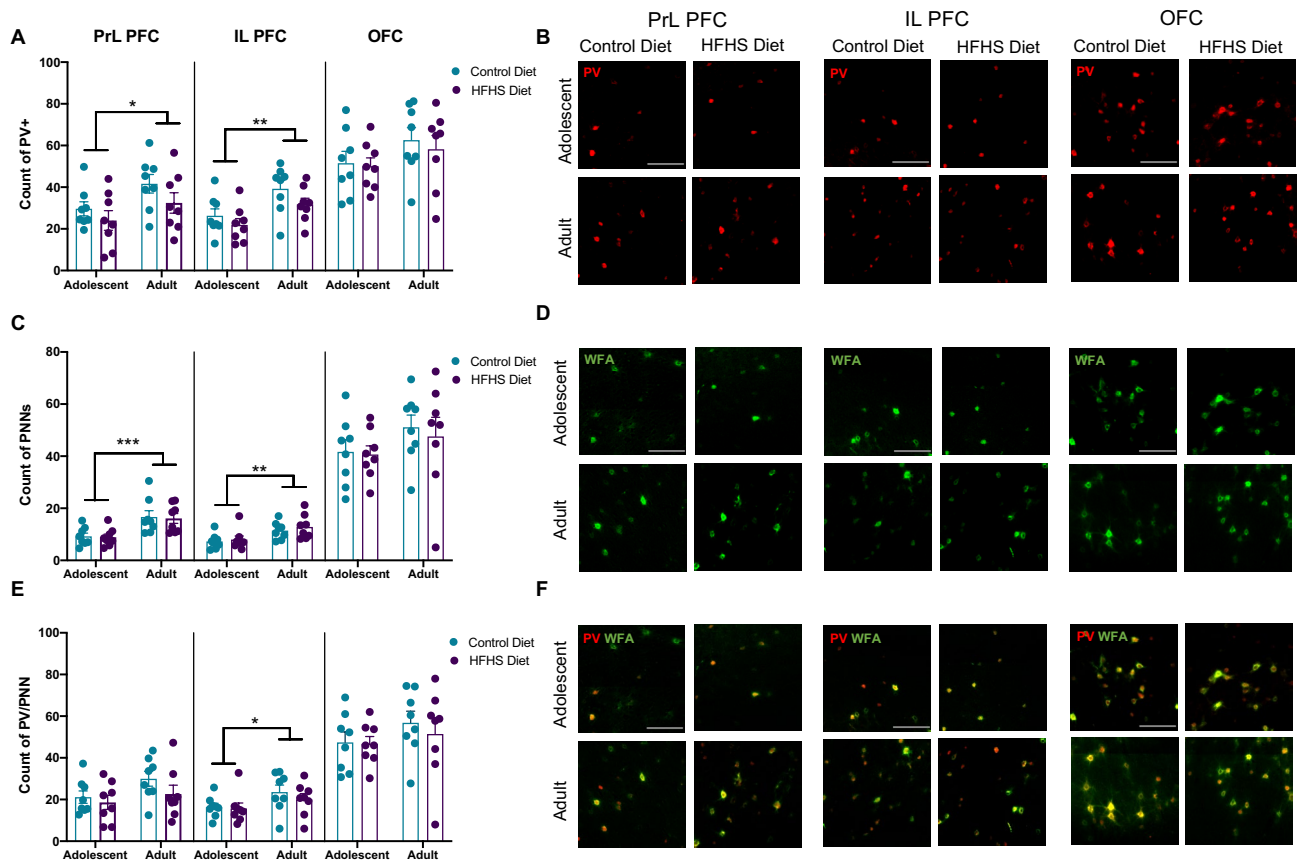 A
PrL PFC
IL PFC
OFC
Control Diet
HFHS Diet
Count of PV+
100
80
60
40
20
0
*
**
Adolescent
Adult
Adolescent
Adult
Adolescent
Adult
B
PrL PFC
IL PFC
OFC
Control Diet
HFHS Diet
Control Diet
HFHS Diet
Control Diet
HFHS Diet
Adolescent
Adult
PV
PV
PV
C
Control Diet
HFHS Diet
Count of PNNs
80
60
40
20
0
***
**
Adolescent
Adult
Adolescent
Adult
Adolescent
Adult
D
Adolescent
Adult
WFA
WFA
WFA
E
Control Diet
HFHS Diet
Count of PV/PNN
100
80
60
40
20
0
*
Adolescent
Adult
Adolescent
Adult
Adolescent
Adult
F
Adolescent
Adult
PV WFA
PV WFA
PV WFA